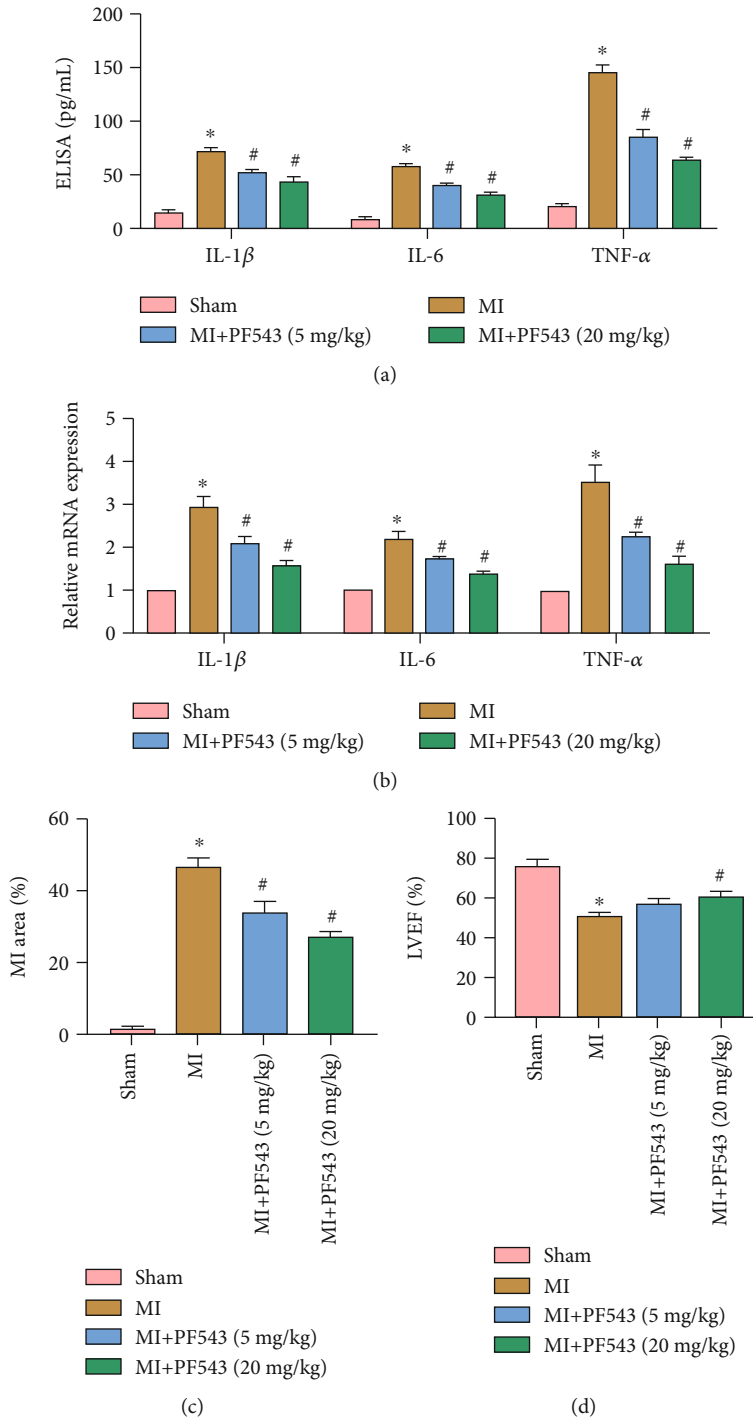 ELISA (pg/mL)
150
100
50
0
* # #
* # #
* # #
IL-1β IL-6 TNF-α
Sham MI
MI+PF543 (5 mg/kg) MI+PF543 (20 mg/kg)
(a)
Relative mRNA expression
5
4
3
2
1
0
* # #
* # #
* # #
IL-1β IL-6 TNF-α
Sham MI
MI+PF543 (5 mg/kg) MI+PF543 (20 mg/kg)
(b)
MI area (%)
60
40
20
0
* # #
Sham
MI
MI+PF543 (5 mg/kg)
MI+PF543 (20 mg/kg)
Sham
MI
MI+PF543 (5 mg/kg)
MI+PF543 (20 mg/kg)
(c)
LVEF (%)
100
80
60
40
20
0
* #
Sham
MI
MI+PF543 (5 mg/kg)
MI+PF543 (20 mg/kg)
Sham
MI
MI+PF543 (5 mg/kg)
MI+PF543 (20 mg/kg)
(d)